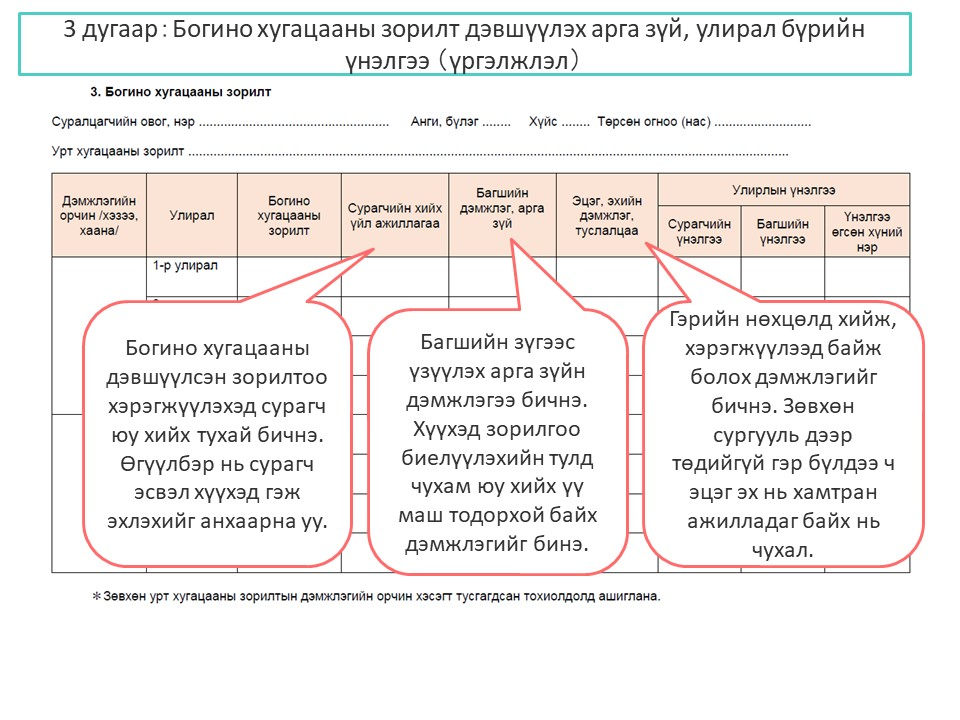 3 дугаар : Богино хугацааны зорилт дэвшүүлэх арга зүй, улирал бүрийн
үнэлгээ (үргэлжлэл)
3. Богино хугацааны зорилт
Суралцагчийн овог, нэр ..................................................... Анги, бүлэг ........ Хүйс ........ Төрсөн огноо (нас) ...........................
Урт хугацааны зорилт ........................................................................................................................................................................
Дэмжлэгийн
орчин /хэзээ,
хаана/
Улирал
Богино
хугацааны
зорилт
Сурагчийн хийх
үйл ажиллагаа
Багшийн
дэмжлэг, арга
зүй
Эцэг, эхийн
дэмжлэг,
туслалцаа
Улирлын үнэлгээ
Сурагчийн
үнэлгээ
Багшийн
үнэлгээ
Үнэлгээ
өгсөн хүний
нэр
1-р улирал
Богино хугацааны
дэвшүүлсэн зорилтоо
хэрэгжүүлэхэд сурагч
юу хийх тухай бичнэ.
Өгүүлбэр нь сурагч
эсвэл хүүхэд гэж
эхлэхийг анхаарна уу.
Багшийн зүгээс
үзүүлэх арга зүйн
дэмжлэгээ бичнэ.
Хүүхэд зорилгоо
биелүүлэхийн тулд
чухам юу хийх үү
маш тодорхой байх
дэмжлэгийг бинэ.
Гэрийн нөхцөлд хийж,
хэрэгжүүлээд байж
болох дэмжлэгийг
бичнэ. Зөвхөн
сургууль дээр
төдийгүй гэр бүлдээ ч
эцэг эх нь хамтран
ажилладаг байх нь
чухал.
＊Зөвхөн урт хугацааны зорилтын дэмжлэгийн орчин хэсэгт тусгагдсан тохиолдолд ашиглана.